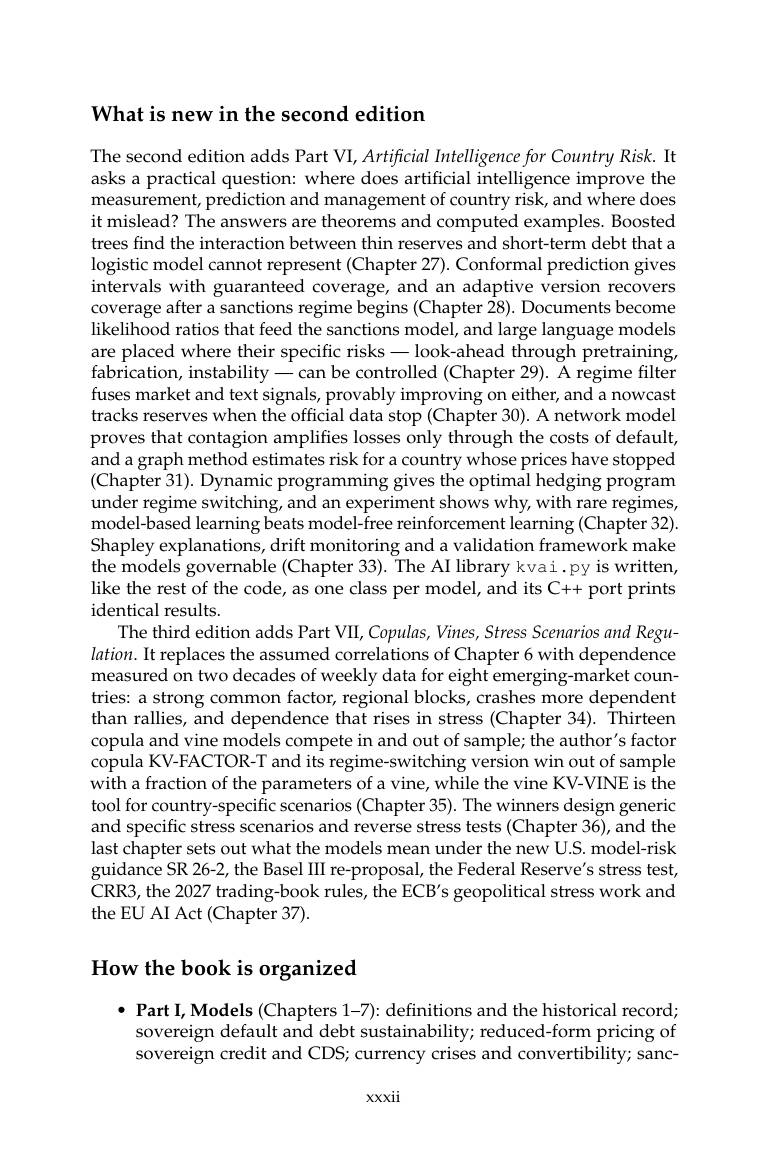 What is new in the second edition
The second edition adds Part VI, Artificial Intelligence for Country Risk. It
asks a practical question: where does artificial intelligence improve the
measurement, prediction and management of country risk, and where does
it mislead? The answers are theorems and computed examples. Boosted
trees find the interaction between thin reserves and short-term debt that a
logistic model cannot represent (Chapter 27). Conformal prediction gives
intervals with guaranteed coverage, and an adaptive version recovers
coverage after a sanctions regime begins (Chapter 28). Documents become
likelihood ratios that feed the sanctions model, and large language models
are placed where their specific risks — look-ahead through pretraining,
fabrication, instability — can be controlled (Chapter 29). A regime filter
fuses market and text signals, provably improving on either, and a nowcast
tracks reserves when the official data stop (Chapter 30). A network model
proves that contagion amplifies losses only through the costs of default,
and a graph method estimates risk for a country whose prices have stopped
(Chapter 31). Dynamic programming gives the optimal hedging program
under regime switching, and an experiment shows why, with rare regimes,
model-based learning beats model-free reinforcement learning (Chapter 32).
Shapley explanations, drift monitoring and a validation framework make
the models governable (Chapter 33). The AI library kvai.py is written,
like the rest of the code, as one class per model, and its C++ port prints
identical results.
The third edition adds Part VII, Copulas, Vines, Stress Scenarios and Regu-
lation. It replaces the assumed correlations of Chapter 6 with dependence
measured on two decades of weekly data for eight emerging-market coun-
tries: a strong common factor, regional blocks, crashes more dependent
than rallies, and dependence that rises in stress (Chapter 34). Thirteen
copula and vine models compete in and out of sample; the author's factor
copula KV-FACTOR-T and its regime-switching version win out of sample
with a fraction of the parameters of a vine, while the vine KV-VINE is the
tool for country-specific scenarios (Chapter 35). The winners design generic
and specific stress scenarios and reverse stress tests (Chapter 36), and the
last chapter sets out what the models mean under the new U.S. model-risk
guidance SR 26-2, the Basel III re-proposal, the Federal Reserve's stress test,
CRR3, the 2027 trading-book rules, the ECB's geopolitical stress work and
the EU AI Act (Chapter 37).
How the book is organized
• Part I, Models (Chapters 1–7): definitions and the historical record;
sovereign default and debt sustainability; reduced-form pricing of
sovereign credit and CDS; currency crises and convertibility; sanc-
xxxii